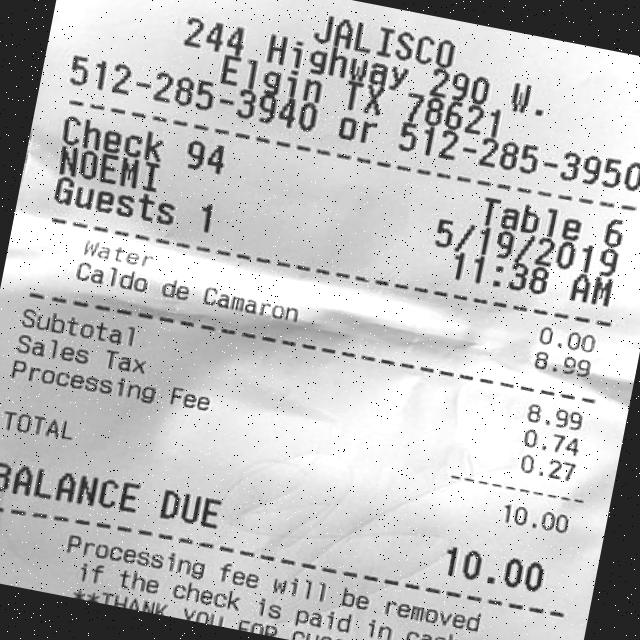 JALISCO
244 Highway 290 W.
Elgin TX 78621
512-285-3940 or 512-285-3950
Check 94 Table 6
NOEMI 5/19/2019
Guests 1 11:38 AM
Water 0.00
Caldo de Camaron 8.99
Subtotal 8.99
Sales Tax 0.74
Processing Fee 0.27
TOTAL 10.00
BALANCE DUE 10.00
Processing fee will be removed
if the check is paid in
**THANK YOU FOR